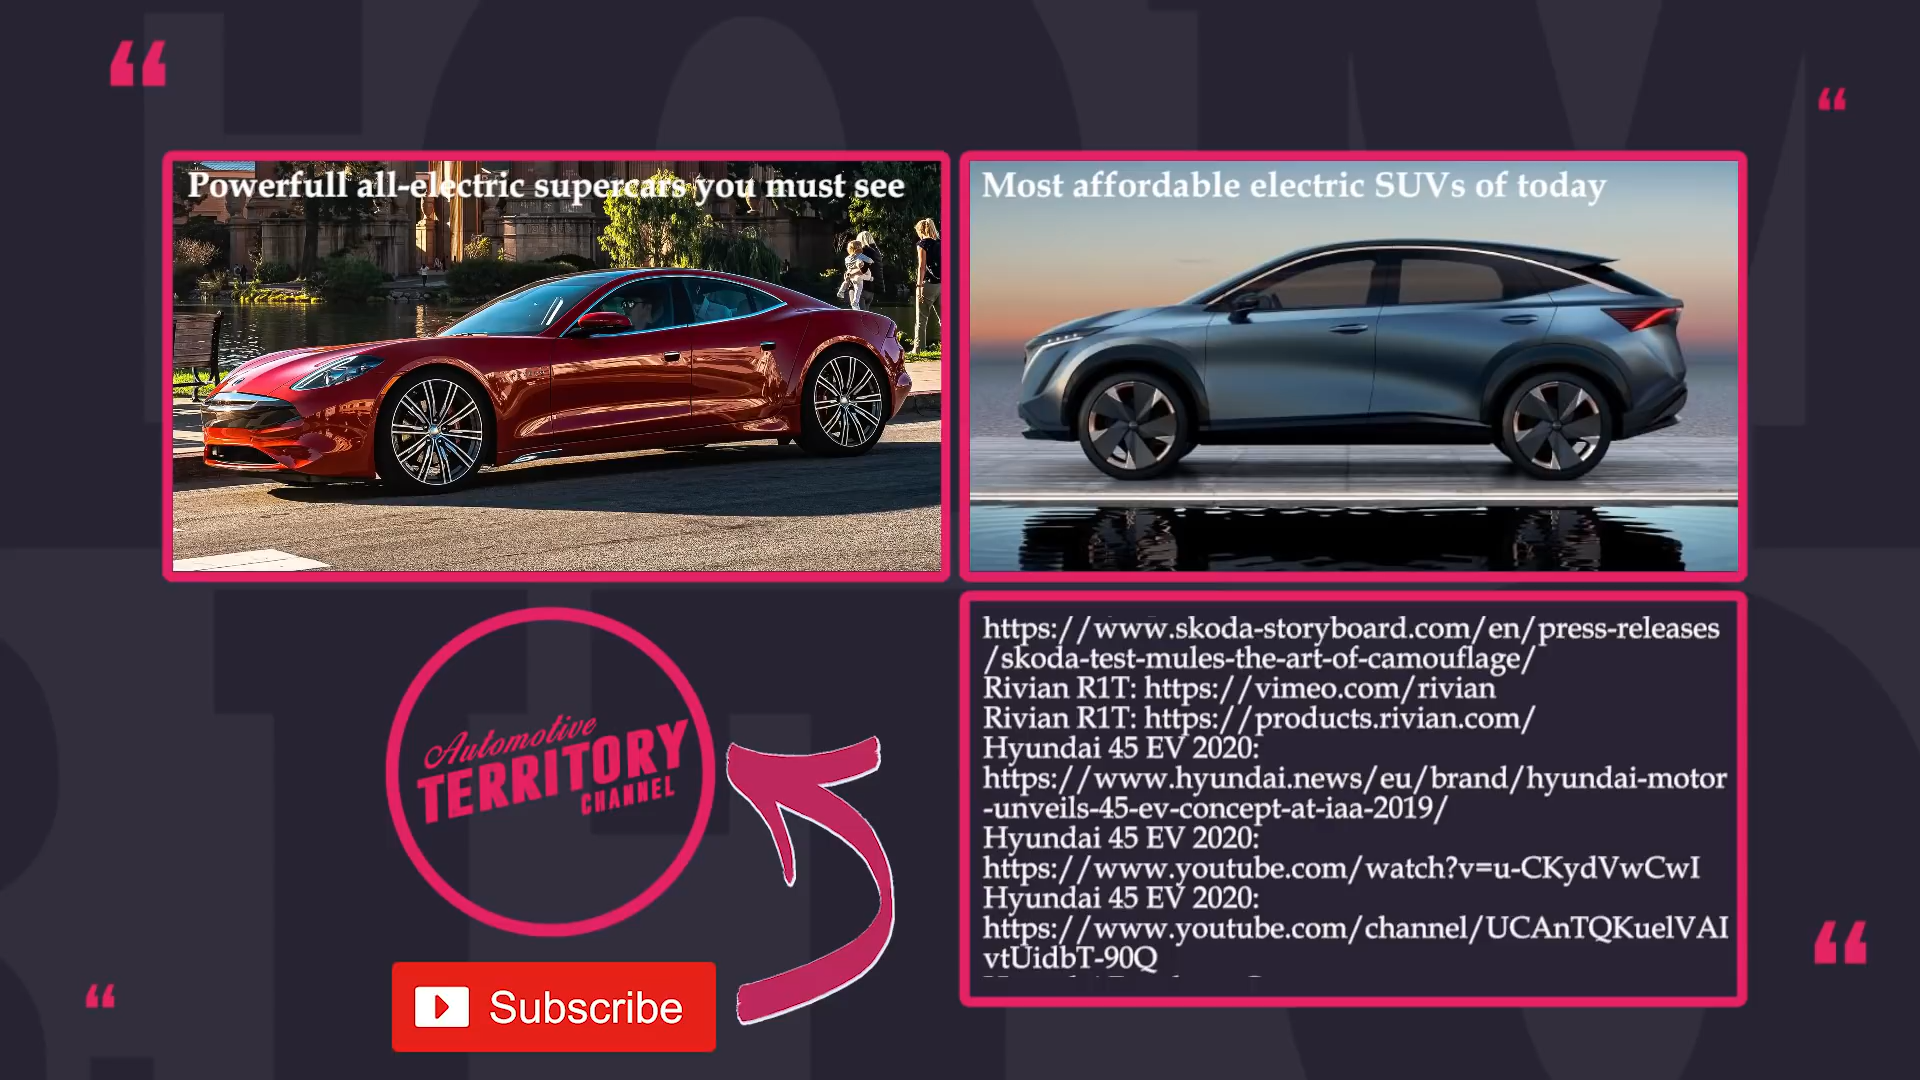 Powerfull all-electric supercars you must see
Most affordable electric SUVs of today
https://www.skoda-storyboard.com/en/press-releases
/skoda-test-mules-the-art-of-camouflage/
Rivian R1T: https://vimeo.com/rivian
Rivian R1T: https://products.rivian.com/
Hyundai 45 EV 2020:
https://www.hyundai.news/eu/brand/hyundai-motor
-unveils-45-ev-concept-at-iaa-2019/
Hyundai 45 EV 2020:
https://www.youtube.com/watch?v=u-CKydVwCwI
Hyundai 45 EV 2020:
https://www.youtube.com/channel/UCAnTQKuelVAI
vtUidbT-90Q
Automotive
TERRITORY
CHANNEL
Subscribe